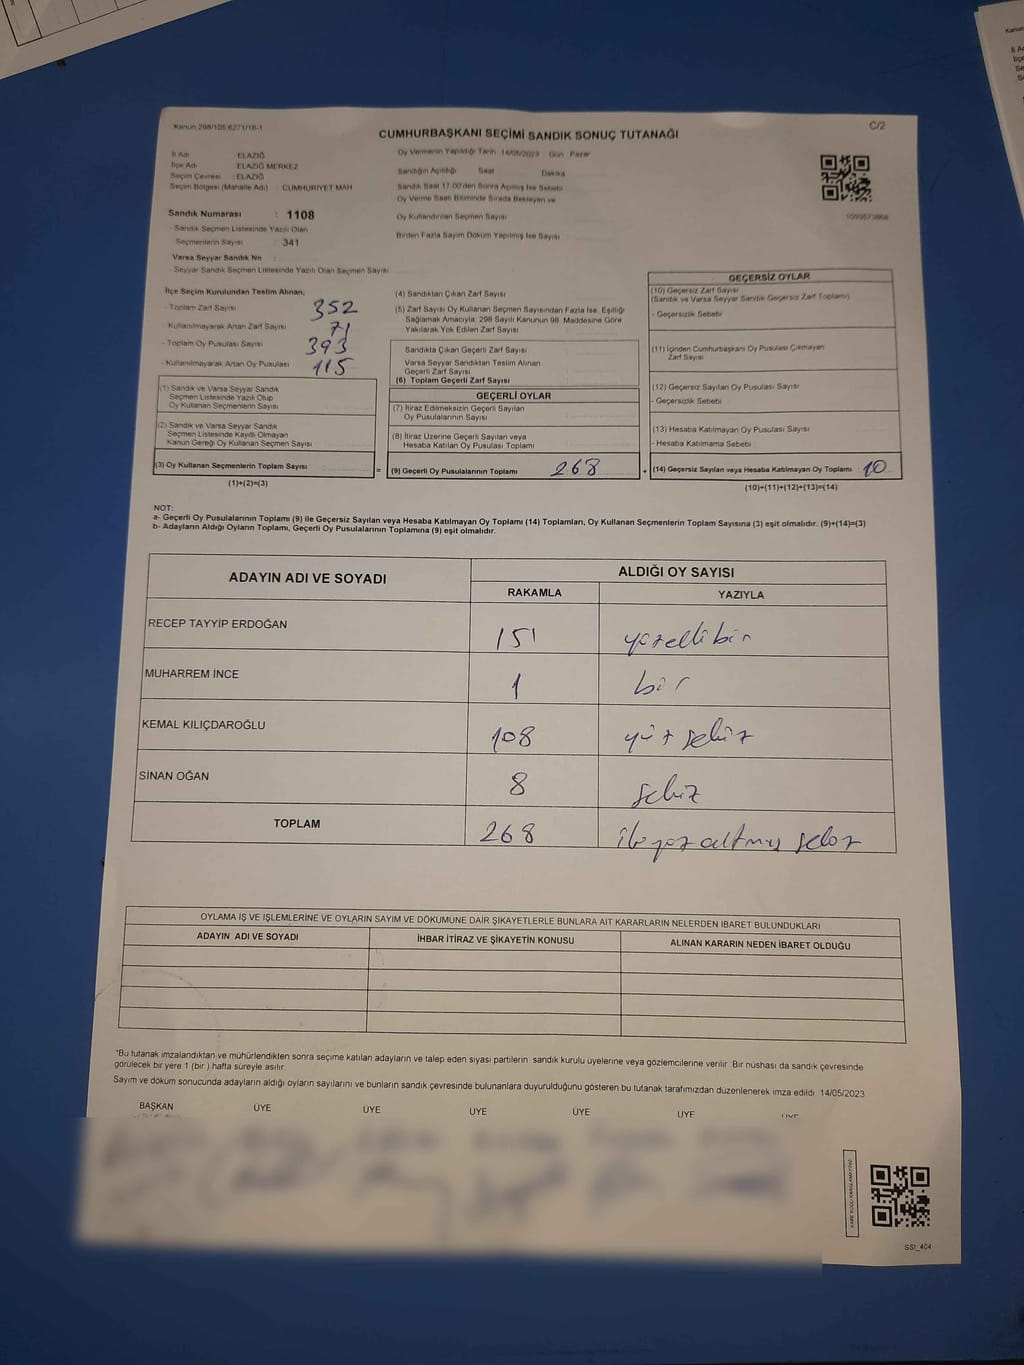 Kanun 298/105 6271/16-1
C/2
CUMHURBAŞKANI SEÇİMİ SANDIK SONUÇ TUTANAĞI
İl Adı : ELAZIĞ
İlçe Adı : ELAZIĞ MERKEZ
Seçim Çevresi : ELAZIĞ
Seçim Bölgesi (Mahalle Adı) : CUMHURİYET MAH
Sandık Numarası : 1108
- Sandık Seçmen Listesinde Yazılı Olan
Seçmenlerin Sayısı : 341
Varsa Seyyar Sandık No :
- Seyyar Sandık Seçmen Listesinde Yazılı Olan Seçmen Sayısı
Oy Vermenin Yapıldığı Tarih 14/05/2023 Gün Pazar
Sandığın Açıldığı Saat Dakika
Sandık Saat 17.00'den Sonra Açılmış İse Sebebi
Oy Verme Saati Bitiminde Sırada Bekleyen ve
Oy Kullandırılan Seçmen Sayısı
Birden Fazla Sayım Döküm Yapılmış İse Sayısı
İlçe Seçim Kurulundan Teslim Alınan;
- Toplam Zarf Sayısı 352
- Kullanılmayarak Artan Zarf Sayısı 71
- Toplam Oy Pusulası Sayısı 393
- Kullanılmayarak Artan Oy Pusulası 115
(1) Sandık ve Varsa Seyyar Sandık
Seçmen Listesinde Yazılı Olup
Oy Kullanan Seçmenlerin Sayısı
(2) Sandık ve Varsa Seyyar Sandık
Seçmen Listesinde Kayıtlı Olmayan
Kanun Gereği Oy Kullanan Seçmen Sayısı
(3) Oy Kullanan Seçmenlerin Toplam Sayısı =
(1)+(2)=(3)
(4) Sandıktan Çıkan Zarf Sayısı
(5) Zarf Sayısı Oy Kullanan Seçmen Sayısından Fazla İse, Eşitliği
Sağlamak Amacıyla, 298 Sayılı Kanunun 98. Maddesine Göre
Yakılarak Yok Edilen Zarf Sayısı
Sandıkta Çıkan Geçerli Zarf Sayısı
Varsa Seyyar Sandıktan Teslim Alınan
Geçerli Zarf Sayısı
(6) Toplam Geçerli Zarf Sayısı
GEÇERLİ OYLAR
(7) İtiraz Edilmeksizin Geçerli Sayılan
Oy Pusulalarının Sayısı
(8) İtiraz Üzerine Geçerli Sayılan veya
Hesaba Katılan Oy Pusulası Toplamı
(9) Geçerli Oy Pusulalarının Toplamı 268 +
GEÇERSİZ OYLAR
(10) Geçersiz Zarf Sayısı
(Sandık ve Varsa Seyyar Sandık Geçersiz Zarf Toplamı)
- Geçersizlik Sebebi
(11) İçinden Cumhurbaşkanı Oy Pusulası Çıkmayan
Zarf Sayısı
(12) Geçersiz Sayılan Oy Pusulası Sayısı
- Geçersizlik Sebebi
(13) Hesaba Katılmayan Oy Pusulası Sayısı
- Hesaba Katılmama Sebebi
(14) Geçersiz Sayılan veya Hesaba Katılmayan Oy Toplamı 10
(10)+(11)+(12)+(13)=(14)
NOT:
a- Geçerli Oy Pusulalarının Toplamı (9) ile Geçersiz Sayılan veya Hesaba Katılmayan Oy Toplamı (14) Toplamları, Oy Kullanan Seçmenlerin Toplam Sayısına (3) eşit olmalıdır. (9)+(14)=(3)
b- Adayların Aldığı Oyların Toplamı, Geçerli Oy Pusulalarının Toplamına (9) eşit olmalıdır.
ADAYIN ADI VE SOYADI ALDIĞI OY SAYISI
RAKAMLA YAZIYLA
RECEP TAYYİP ERDOĞAN 151 yüzellibir
MUHARREM İNCE 1 bir
KEMAL KILIÇDAROĞLU 108 yüz sekiz
SİNAN OĞAN 8 sekiz
TOPLAM 268 ikiyüz altmış sekiz
OYLAMA İŞ VE İŞLEMLERİNE VE OYLARIN SAYIM VE DÖKÜMÜNE DAİR ŞİKAYETLERLE BUNLARA AİT KARARLARIN NELERDEN İBARET BULUNDUKLARI
ADAYIN ADI VE SOYADI İHBAR İTİRAZ VE ŞİKAYETİN KONUSU ALINAN KARARIN NEDEN İBARET OLDUĞU
*Bu tutanak imzalandıktan ve mühürlendikten sonra seçime katılan adayların ve talep eden siyasi partilerin sandık kurulu üyelerine veya gözlemcilerine verilir. Bir nüshası da sandık çevresinde
görülecek bir yere 1 (bir) hafta süreyle asılır.
Sayım ve döküm sonucunda adayların aldığı oyların sayılarını ve bunların sandık çevresinde bulunanlara duyurulduğunu gösteren bu tutanak tarafımızdan düzenlenerek imza edildi 14/05/2023
BAŞKAN ÜYE ÜYE ÜYE ÜYE ÜYE ÜYE
SSI_404